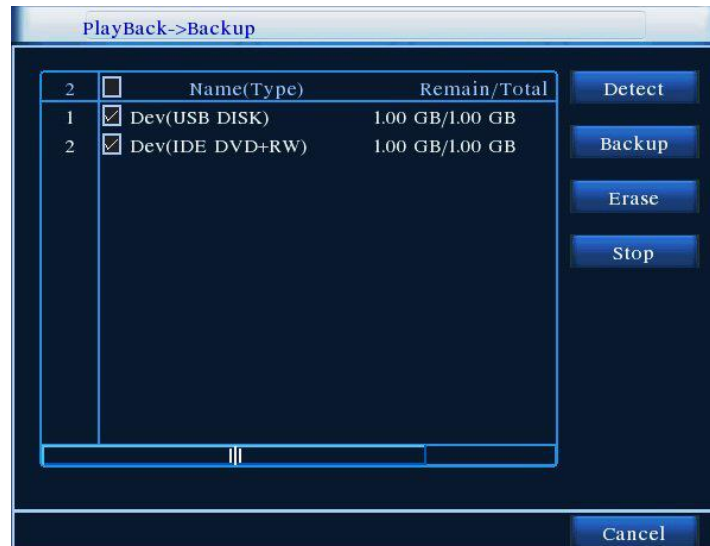 PlayBack->Backup
2 Name(Type) Remain/Total
1 Dev(USB DISK) 1.00 GB/1.00 GB
2 Dev(IDE DVD+RW) 1.00 GB/1.00 GB
Detect
Backup
Erase
Stop
Cancel